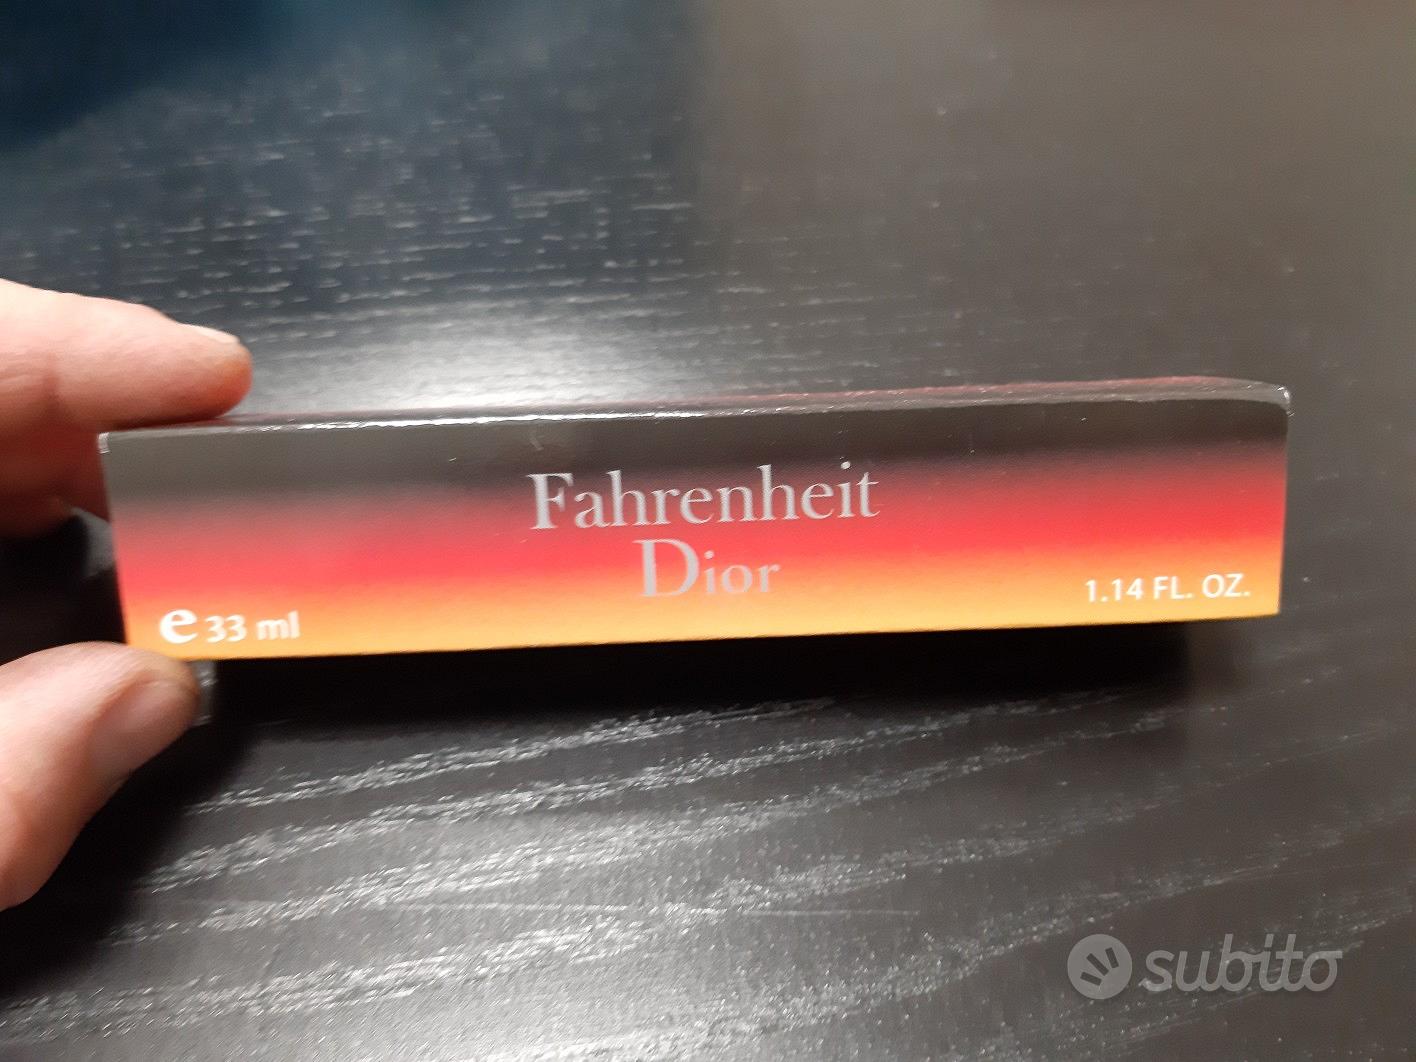 Fahrenheit
Dior
e 33 ml
1.14 FL. OZ.
subito